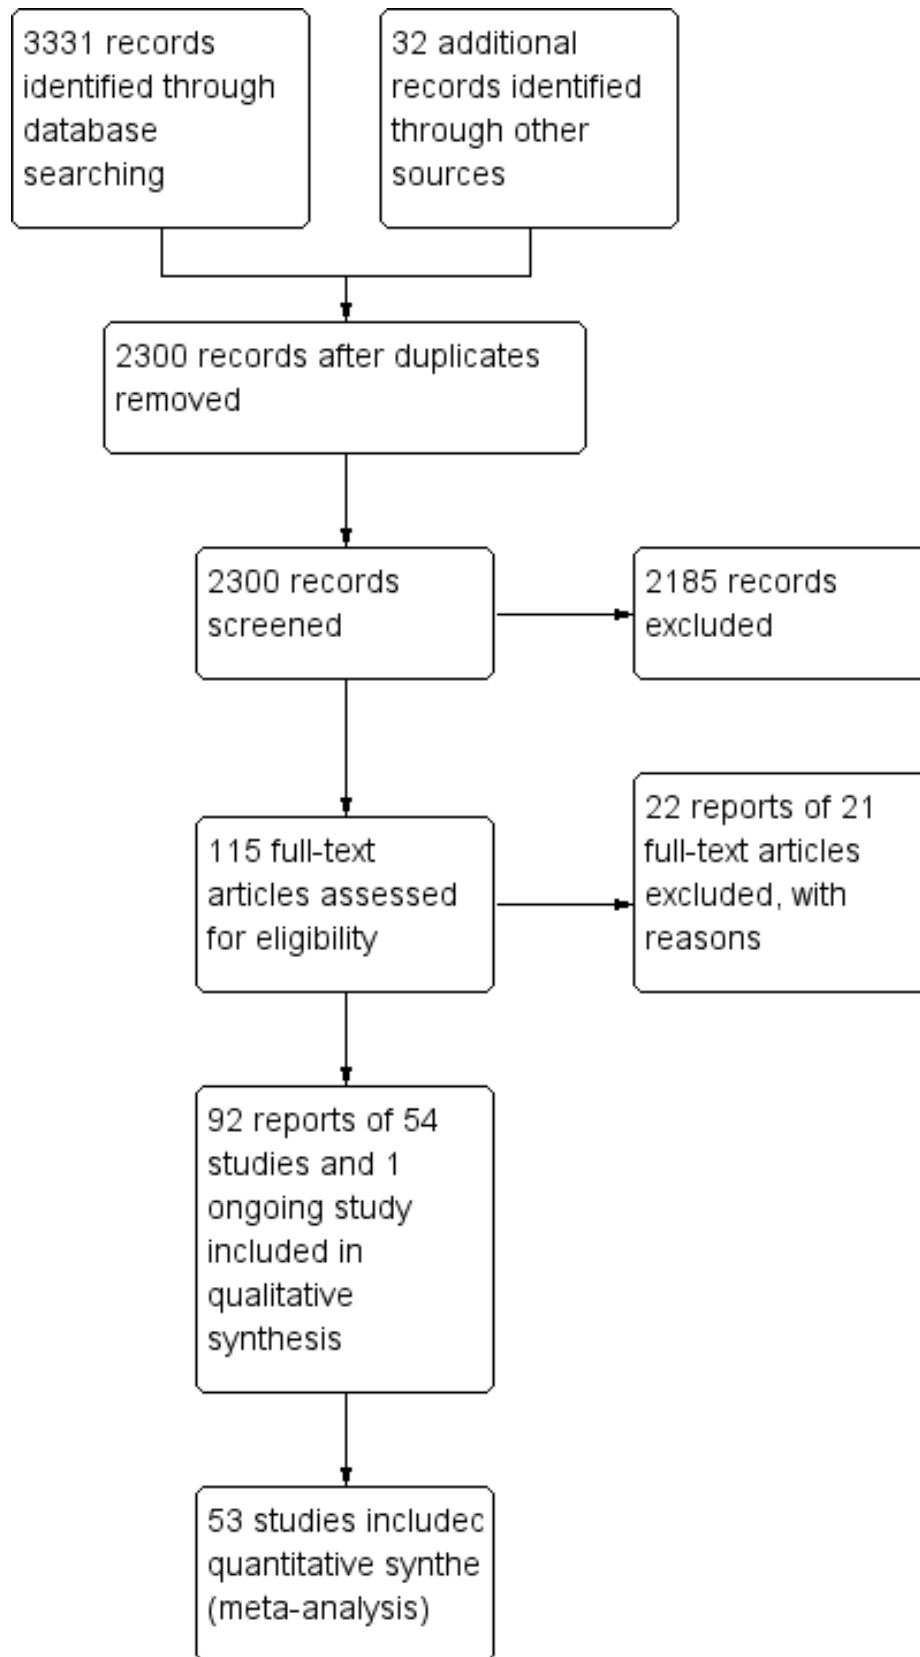 3331 records
identified through
database
searching
32 additional
records identified
through other
sources
2300 records after duplicates
removed
2300 records
screened
2185 records
excluded
115 full-text
articles assessed
for eligibility
22 reports of 21
full-text articles
excluded, with
reasons
92 reports of 54
studies and 1
ongoing study
included in
qualitative
synthesis
53 studies included
quantitative synthe
(meta-analysis)